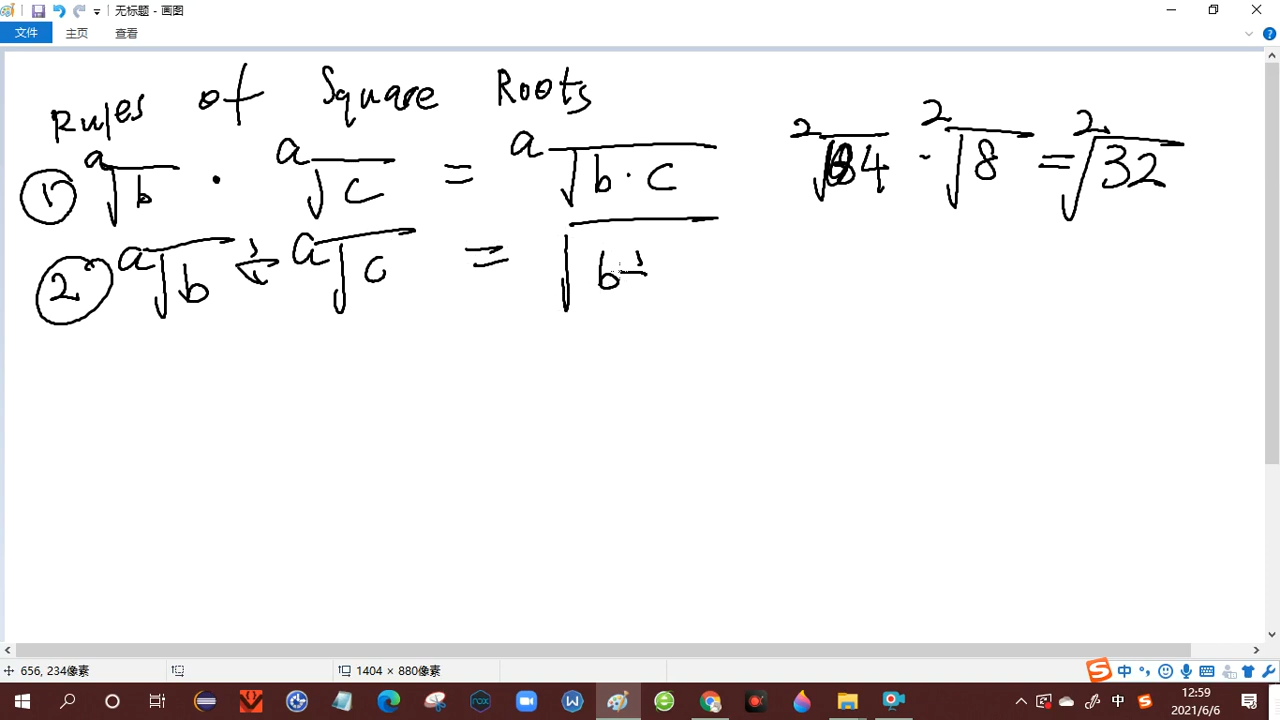 无标题 - 画图
文件 主页 查看
Rules of Square Roots
① ᵃ√b · ᵃ√c = ᵃ√b · c
²√4 · ²√8 = ²√32
② ᵃ√b ÷ ᵃ√c = √b ÷
656, 234像素 1404 × 880像素
中
中 12:59
2021/6/6